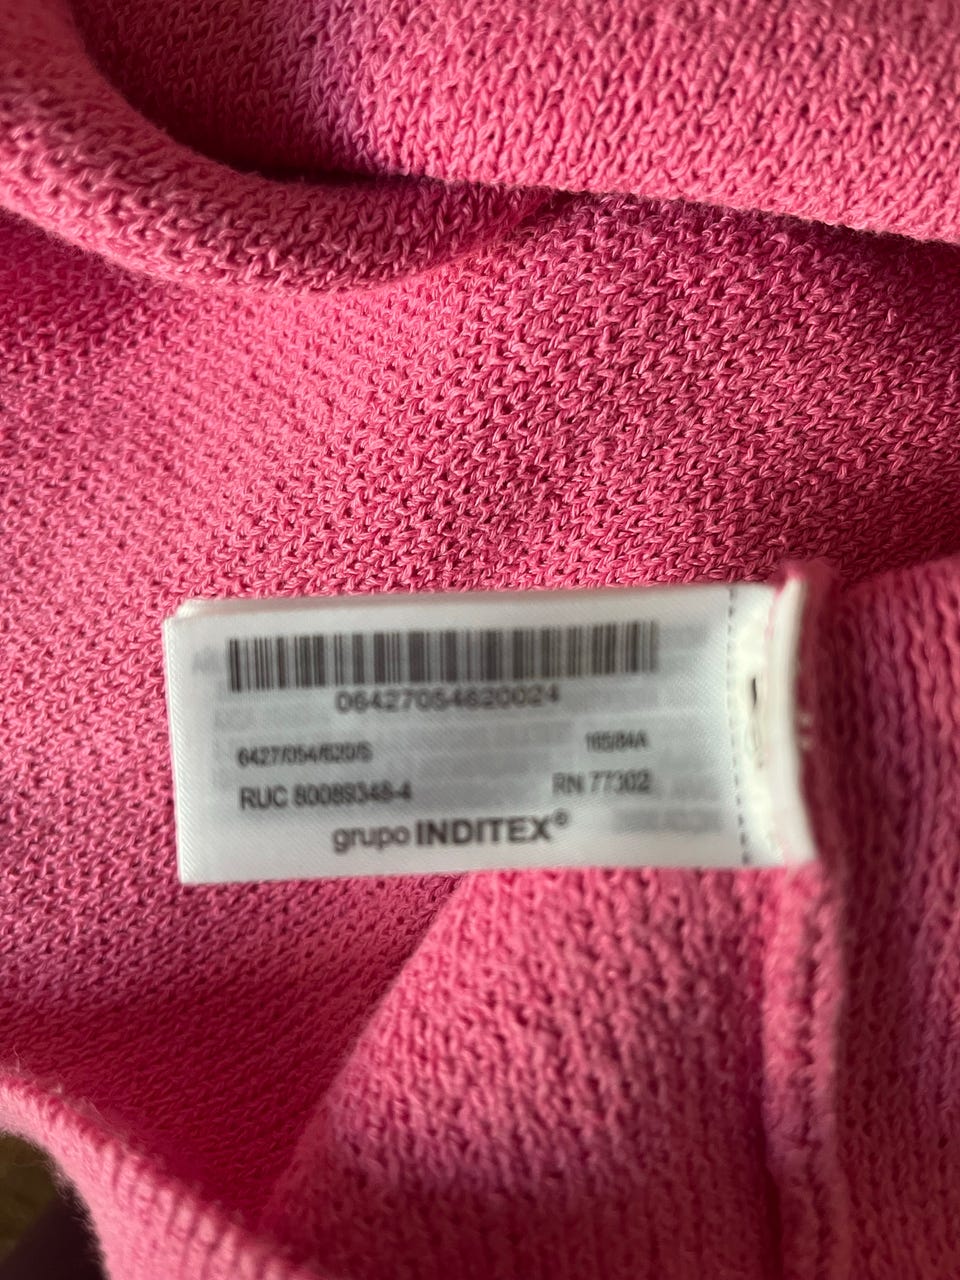 06427054620024
6427/054/620/S 165/84A
RUC 80089348-4 RN 77302
grupo INDITEX®